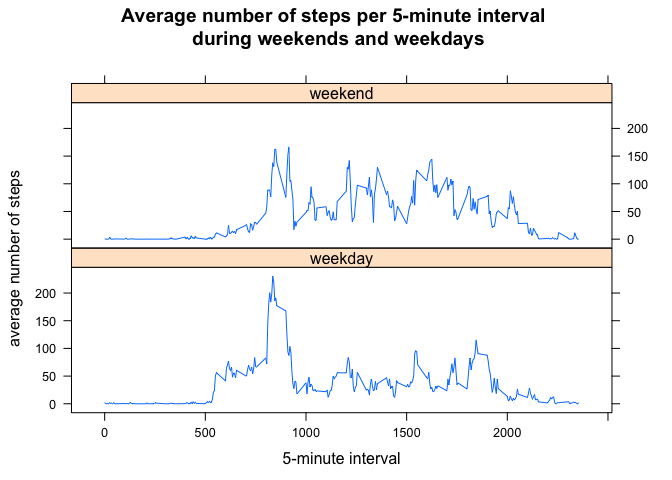 Average number of steps per 5-minute interval
during weekends and weekdays
weekend
200
150
100
50
0
weekday
200
150
100
50
0
average number of steps
0 500 1000 1500 2000
5-minute interval